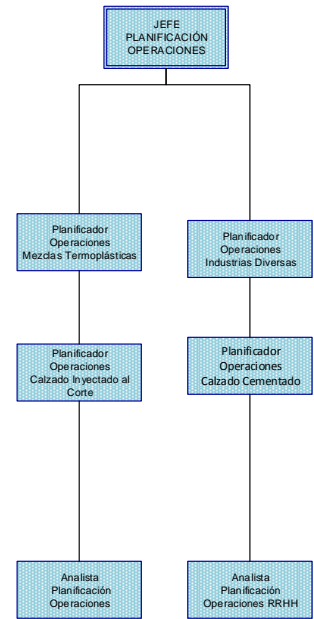 JEFE
PLANIFICACIÓN
OPERACIONES
Planificador
Operaciones
Mezclas Termoplásticas
Planificador
Operaciones
Industrias Diversas
Planificador
Operaciones
Calzado Inyectado al
Corte
Planificador
Operaciones
Calzado Cementado
Analista
Planificación
Operaciones
Analista
Planificación
Operaciones RRHH